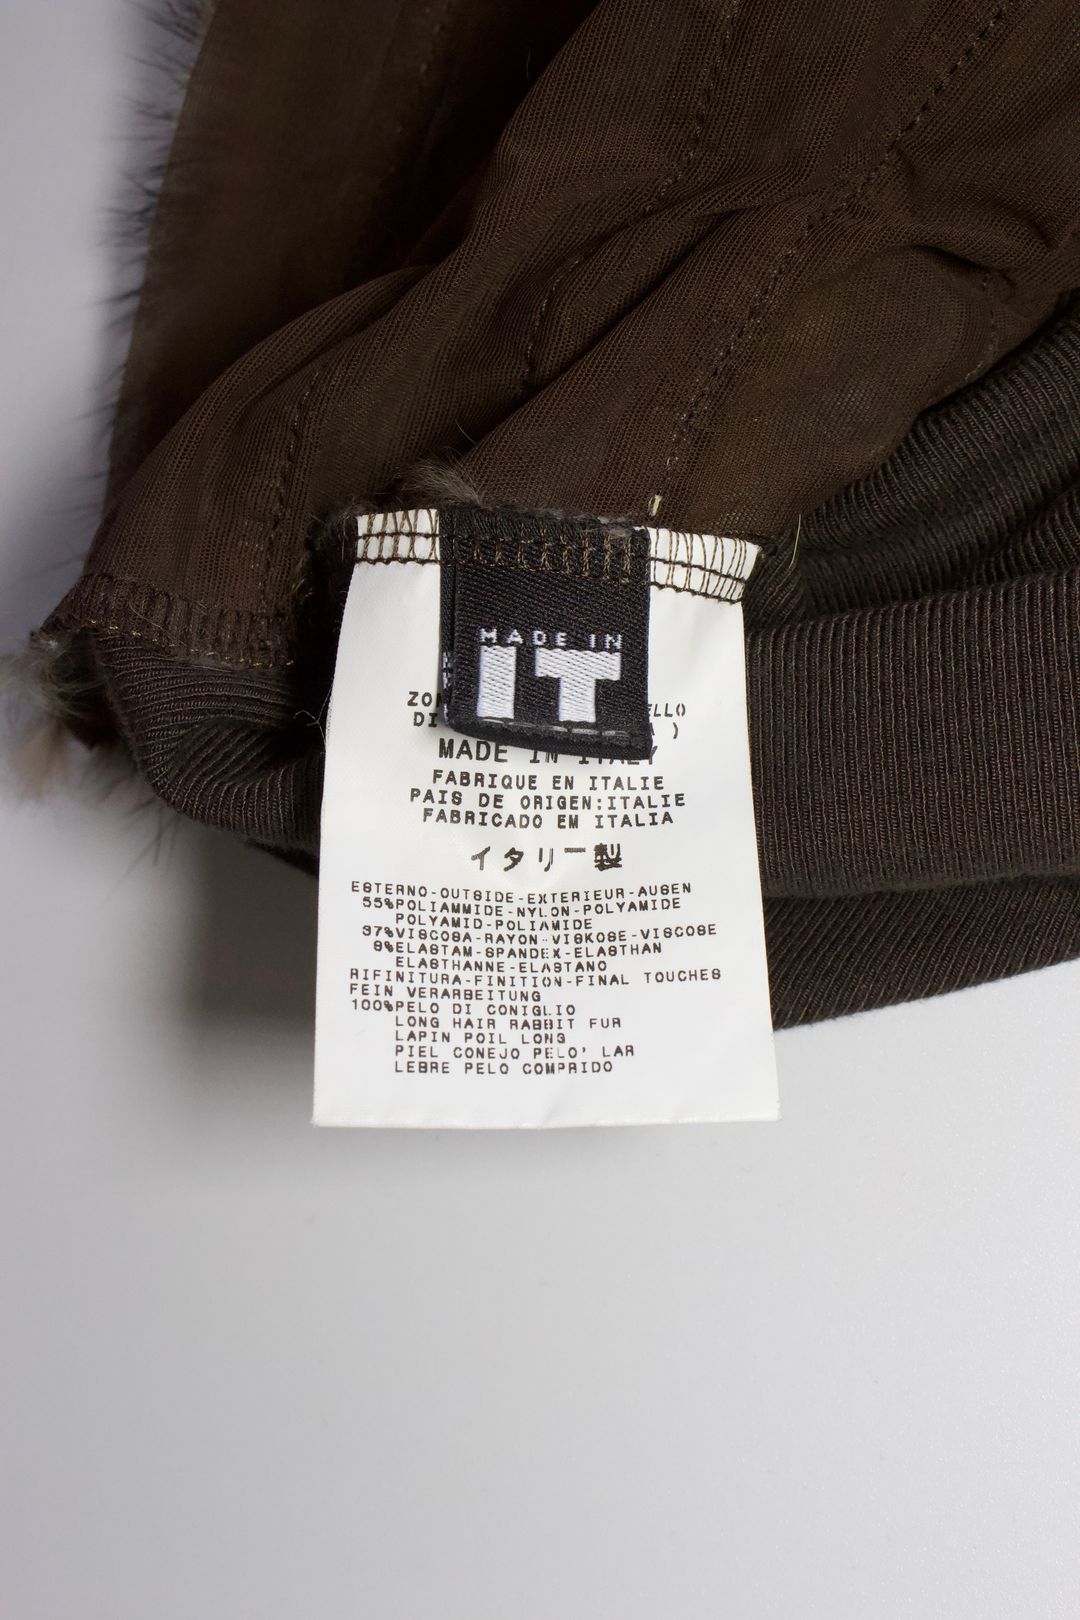 MADE IN
IT
ELLO
DI
MADE IN ITALY
FABRIQUE EN ITALIE
PAIS DE ORIGEN:ITALIE
FABRICADO EM ITALIA
イタリー製
ESTERNO-OUTSIDE-EXTERIEUR-AUSEN
55%POLIAMMIDE-NYLON-POLYAMIDE
POLYAMID-POLIAMIDE
37%VISCOSA-RAYON-VISKOSE-VISCOSE
8%ELASTAM-SPANDEX-ELASTHAN
ELASTHANNE-ELASTANO
RIFINITURA-FINITION-FINAL TOUCHES
FEIN VERARBEITUNG
100%PELO DI CONIGLIO
LONG HAIR RABBIT FUR
LAPIN POIL LONG
PIEL CONEJO PELO' LAR
LEBRE PELO COMPRIDO